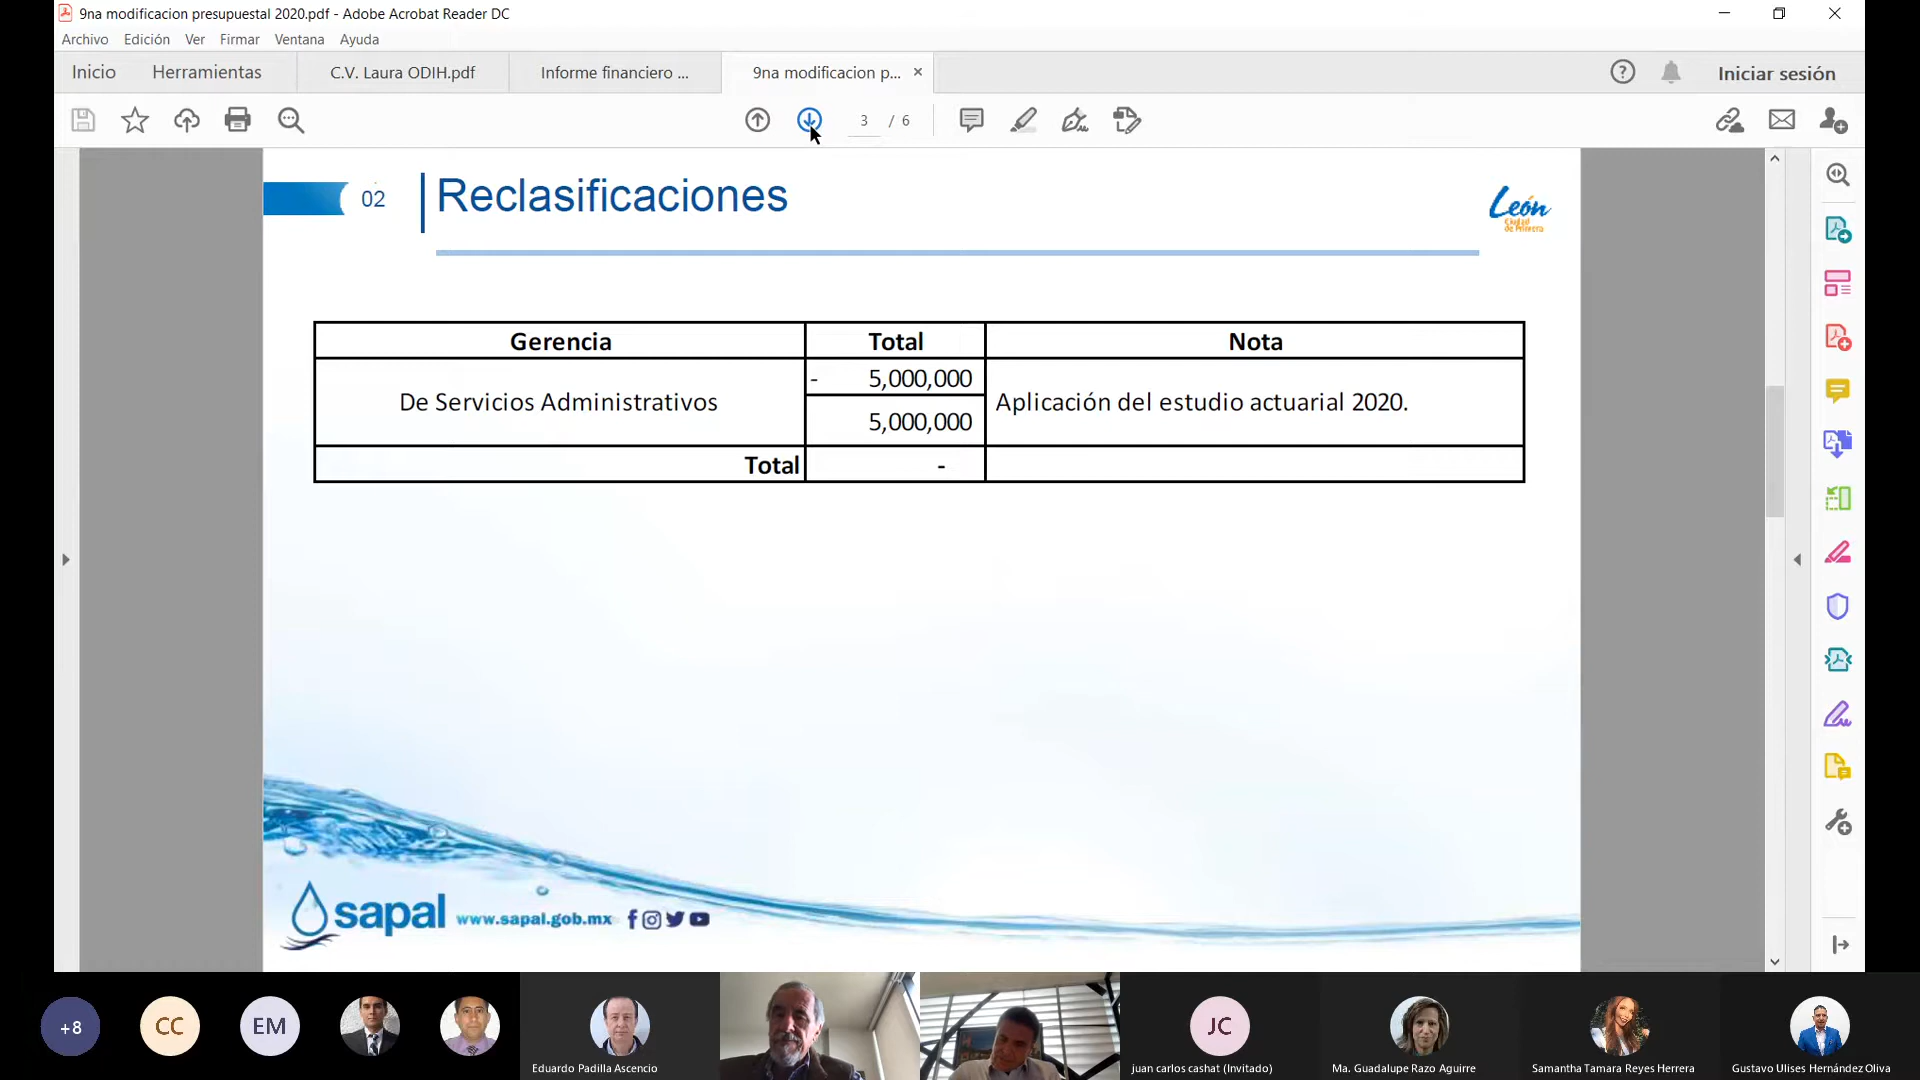 9na modificacion presupuestal 2020.pdf - Adobe Acrobat Reader DC
Archivo Edición Ver Firmar Ventana Ayuda
Inicio Herramientas C.V. Laura ODIH.pdf Informe financiero ... 9na modificacion p... × Iniciar sesión
3 / 6
02 Reclasificaciones
León
Ciudad
de Primera
Gerencia Total Nota
De Servicios Administrativos - 5,000,000 Aplicación del estudio actuarial 2020.
5,000,000
Total -
sapal www.sapal.gob.mx
+8 CC EM JC
Eduardo Padilla Ascencio juan carlos cashat (Invitado) Ma. Guadalupe Razo Aguirre Samantha Tamara Reyes Herrera Gustavo Ulises Hernández Oliva